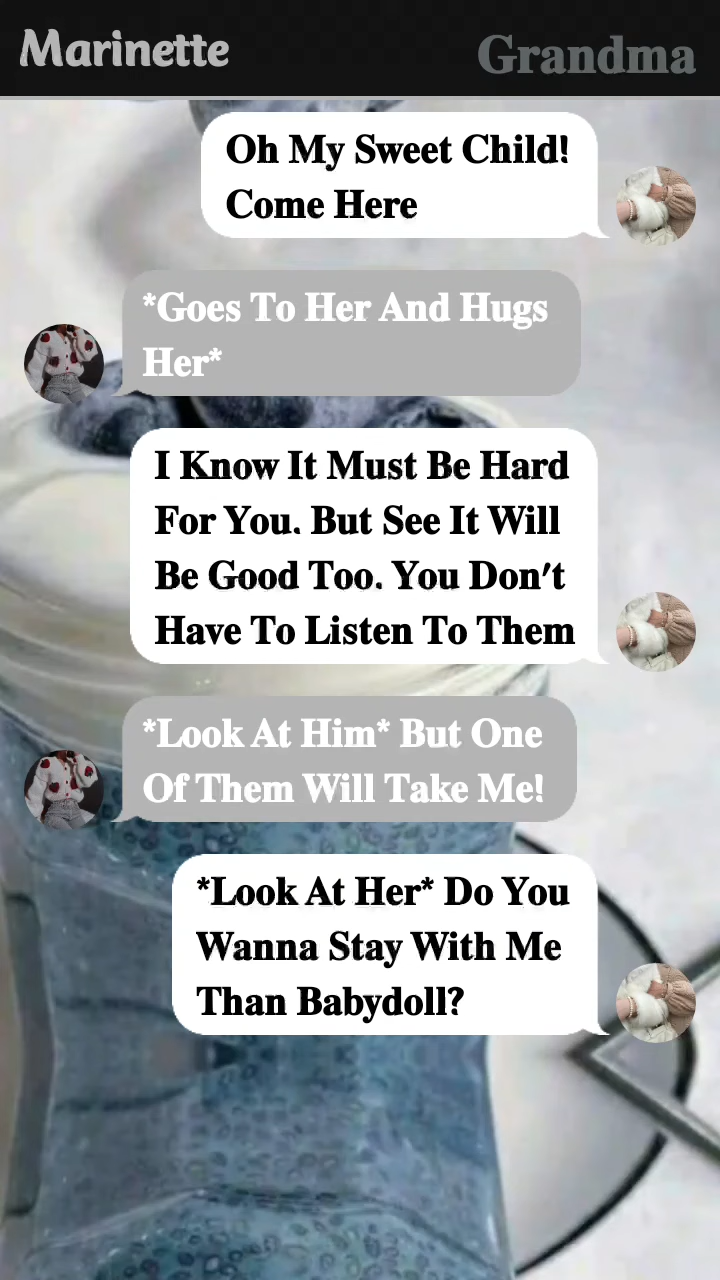 Marinette
Grandma
Oh My Sweet Child!
Come Here
*Goes To Her And Hugs
Her*
I Know It Must Be Hard
For You. But See It Will
Be Good Too. You Don't
Have To Listen To Them
*Look At Him* But One
Of Them Will Take Me!
*Look At Her* Do You
Wanna Stay With Me
Than Babydoll?